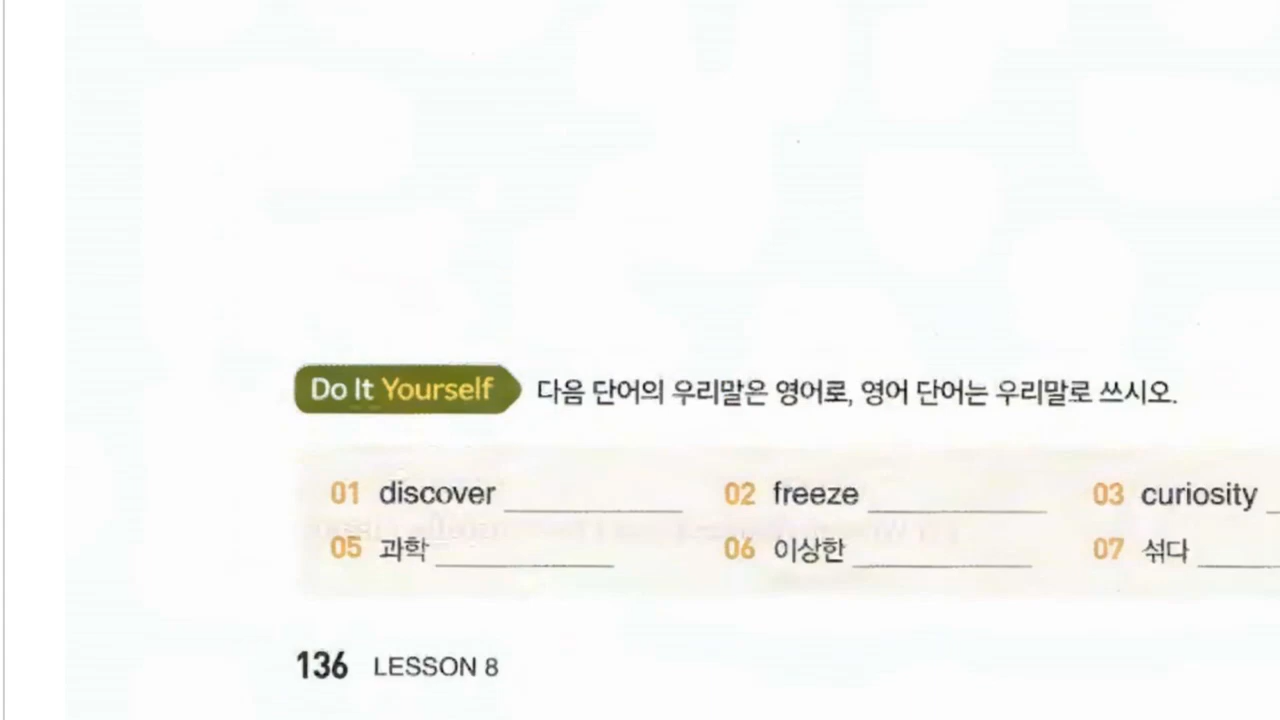 Do It Yourself 다음 단어의 우리말은 영어로, 영어 단어는 우리말로 쓰시오.
01 discover 02 freeze 03 curiosity
05 과학 06 이상한 07 섞다
136 LESSON 8